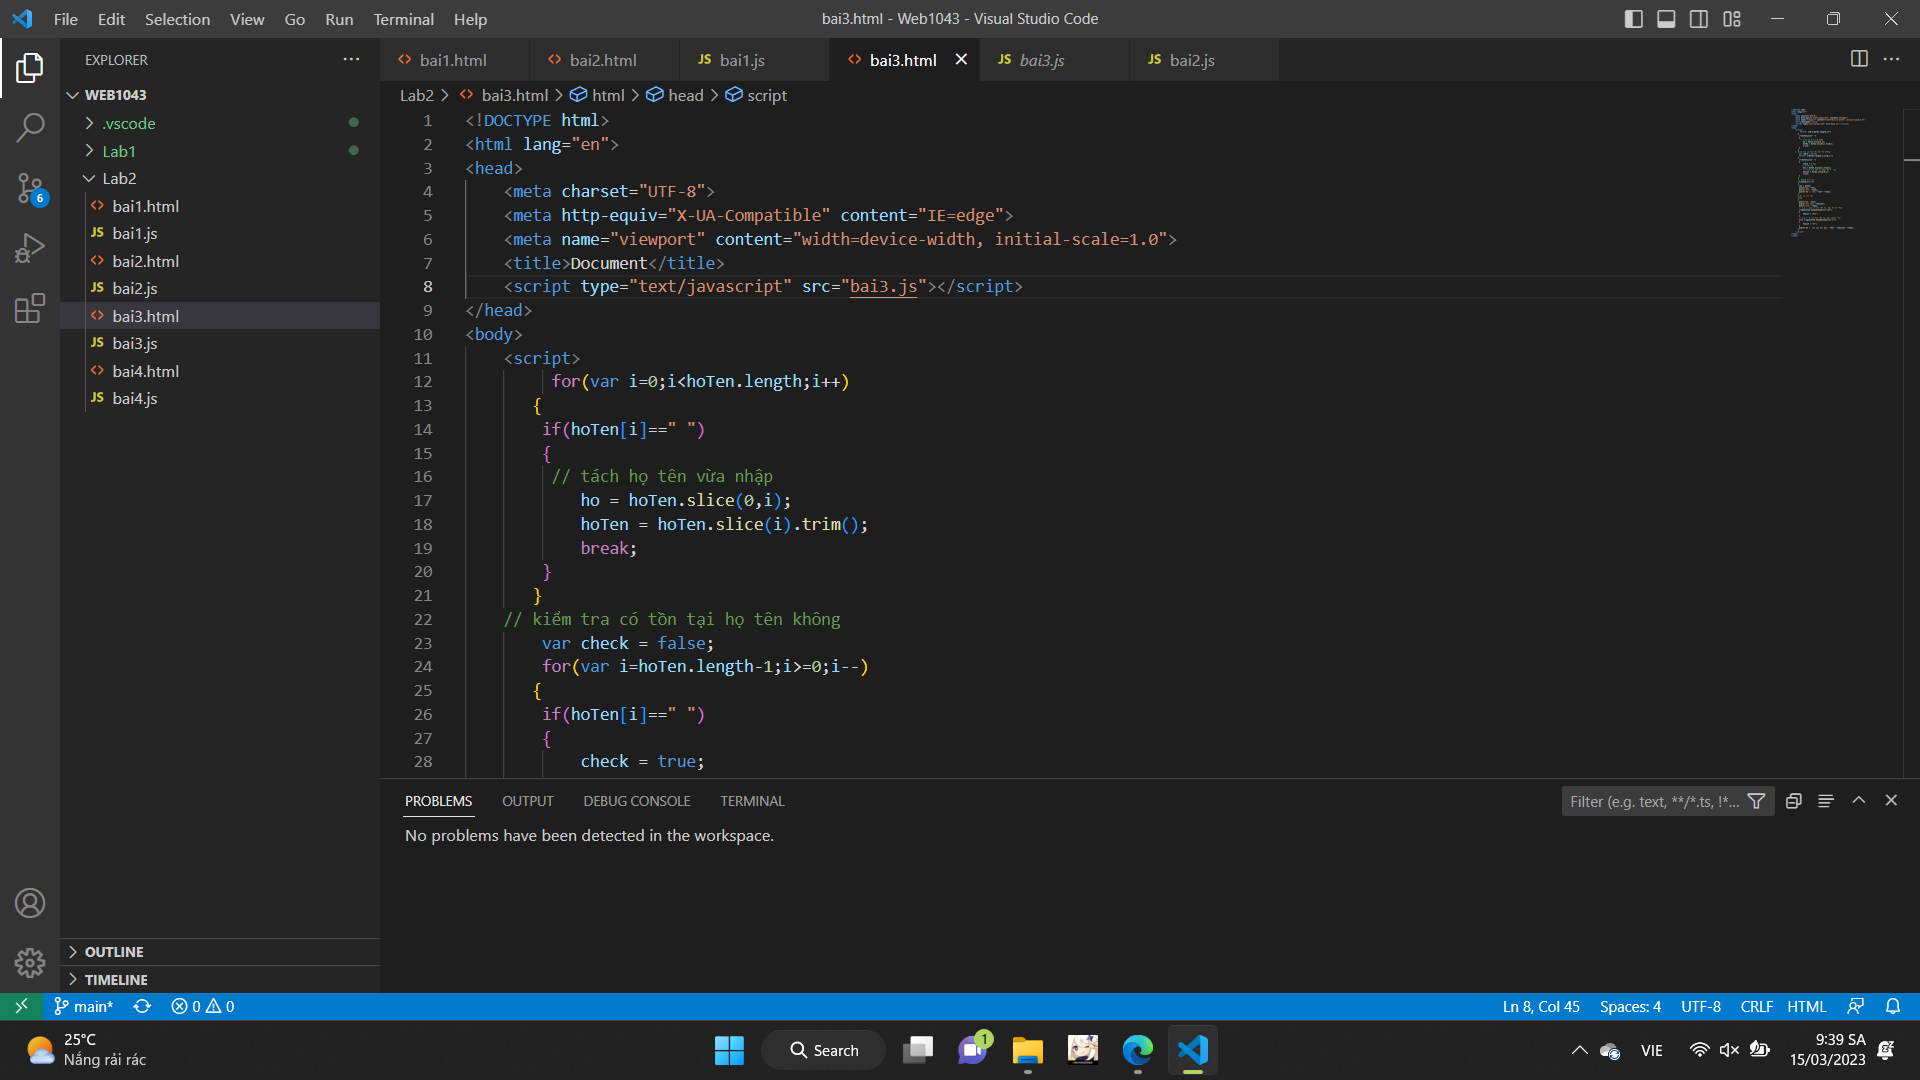 File Edit Selection View Go Run Terminal Help
bai3.html - Web1043 - Visual Studio Code
EXPLORER
WEB1043
.vscode
Lab1
Lab2
bai1.html
bai1.js
bai2.html
bai2.js
bai3.html
bai3.js
bai4.html
bai4.js
OUTLINE
TIMELINE
6
bai1.html bai2.html JS bai1.js bai3.html JS bai3.js JS bai2.js
Lab2 > bai3.html > html > head > script
1 <!DOCTYPE html>
2 <html lang="en">
3 <head>
4 <meta charset="UTF-8">
5 <meta http-equiv="X-UA-Compatible" content="IE=edge">
6 <meta name="viewport" content="width=device-width, initial-scale=1.0">
7 <title>Document</title>
8 <script type="text/javascript" src="bai3.js"></script>
9 </head>
10 <body>
11 <script>
12 for(var i=0;i<hoTen.length;i++)
13 {
14 if(hoTen[i]==" ")
15 {
16 // tách họ tên vừa nhập
17 ho = hoTen.slice(0,i);
18 hoTen = hoTen.slice(i).trim();
19 break;
20 }
21 }
22 // kiểm tra có tồn tại họ tên không
23 var check = false;
24 for(var i=hoTen.length-1;i>=0;i--)
25 {
26 if(hoTen[i]==" ")
27 {
28 check = true;
PROBLEMS OUTPUT DEBUG CONSOLE TERMINAL
Filter (e.g. text, **/*.ts, !*...
No problems have been detected in the workspace.
main* 0 0
Ln 8, Col 45 Spaces: 4 UTF-8 CRLF HTML
25°C
Nắng rải rác
Search
1
VIE
9:39 SA
15/03/2023